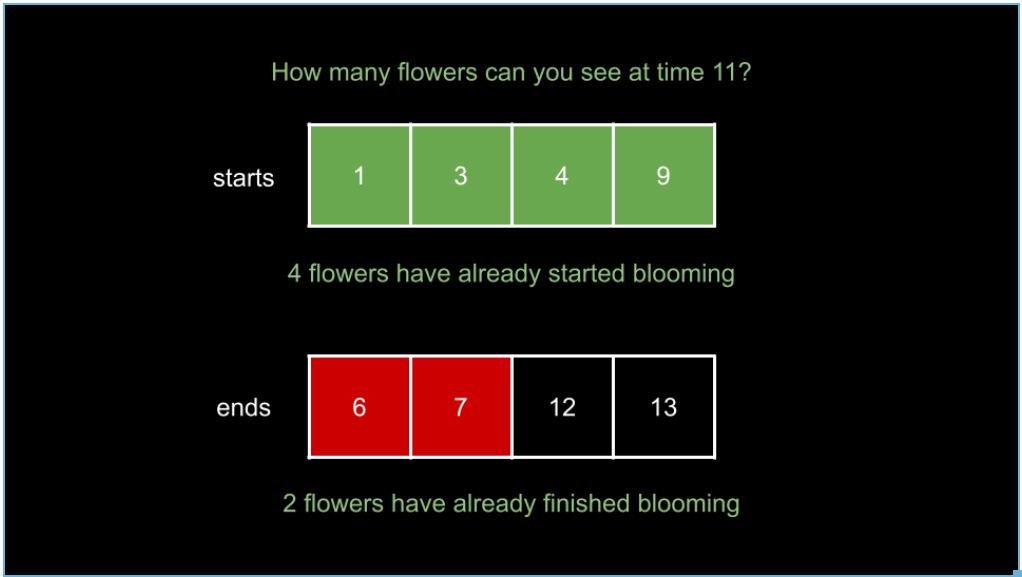 How many flowers can you see at time 11?
starts 1 3 4 9
4 flowers have already started blooming
ends 6 7 12 13
2 flowers have already finished blooming